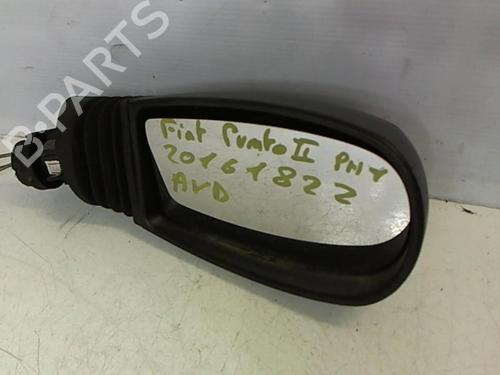 B-PARTS
Fiat Punto II PH1
20161822
AVD